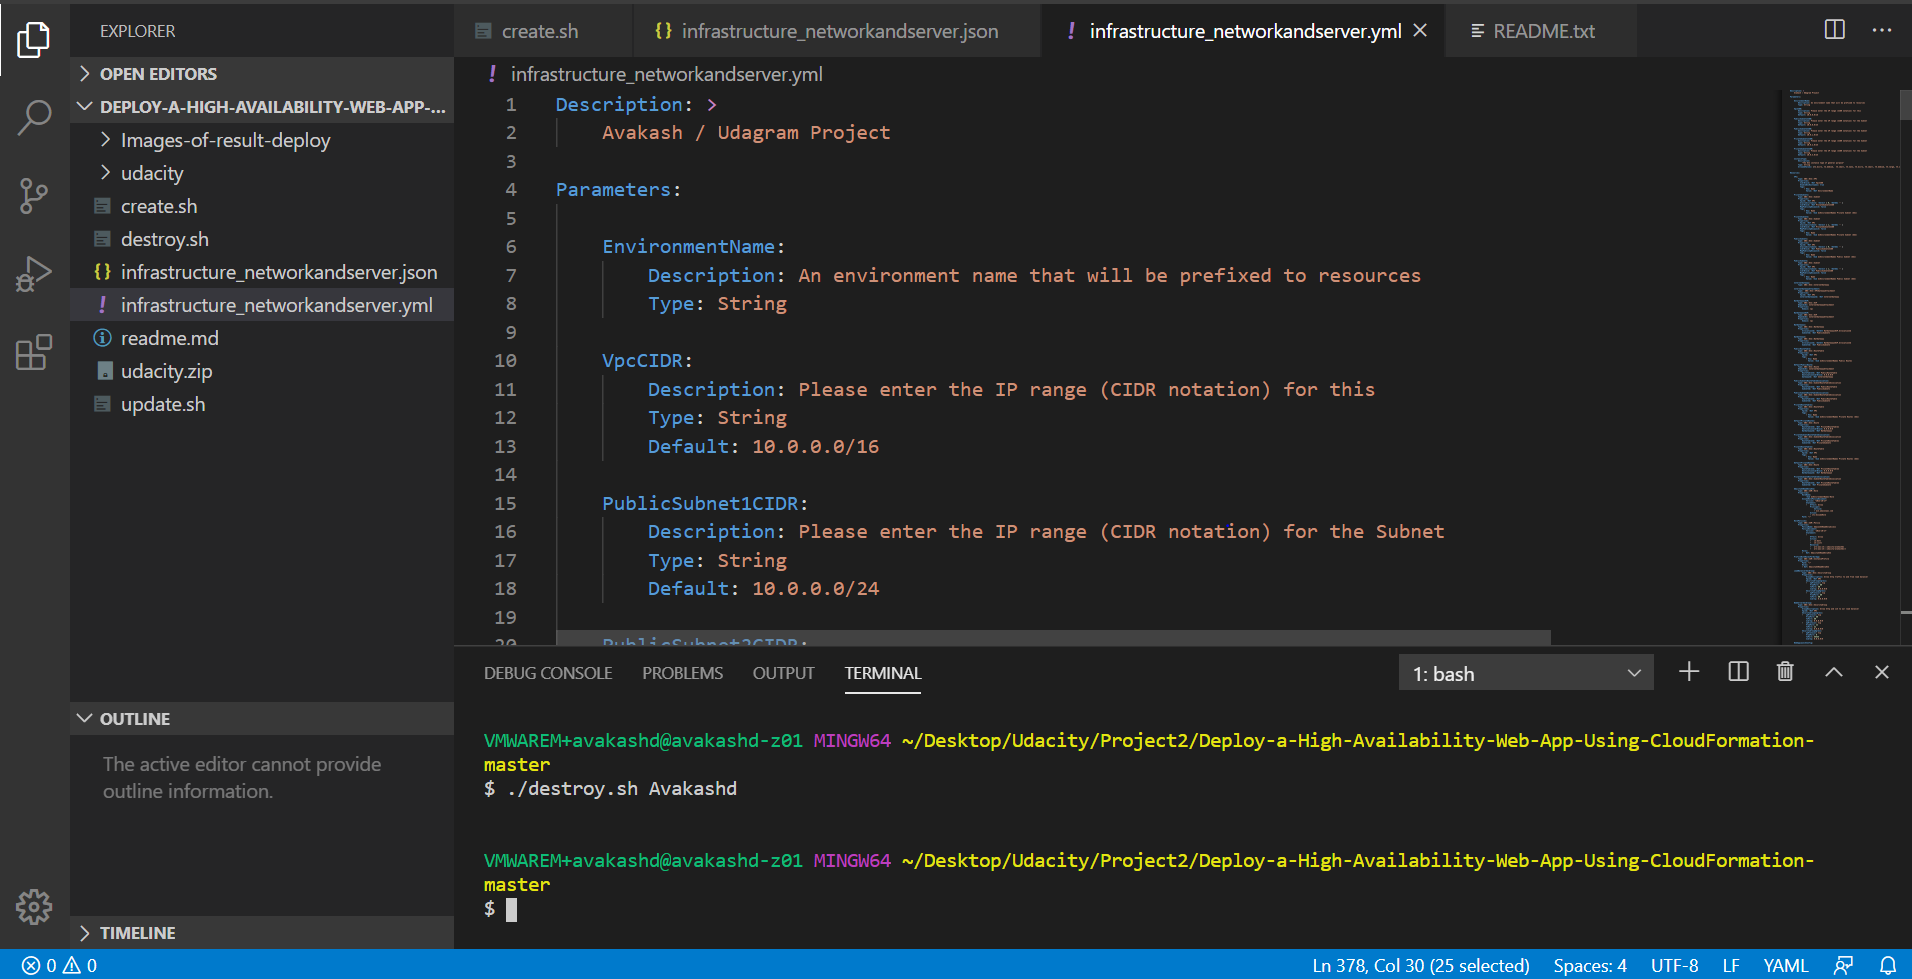 EXPLORER
OPEN EDITORS
DEPLOY-A-HIGH-AVAILABILITY-WEB-APP-...
Images-of-result-deploy
udacity
create.sh
destroy.sh
{} infrastructure_networkandserver.json
! infrastructure_networkandserver.yml
readme.md
udacity.zip
update.sh
OUTLINE
The active editor cannot provide
outline information.
TIMELINE
create.sh
{} infrastructure_networkandserver.json
! infrastructure_networkandserver.yml
README.txt
! infrastructure_networkandserver.yml
1 Description: >
2 Avakash / Udagram Project
3
4 Parameters:
5
6 EnvironmentName:
7 Description: An environment name that will be prefixed to resources
8 Type: String
9
10 VpcCIDR:
11 Description: Please enter the IP range (CIDR notation) for this
12 Type: String
13 Default: 10.0.0.0/16
14
15 PublicSubnet1CIDR:
16 Description: Please enter the IP range (CIDR notation) for the Subnet
17 Type: String
18 Default: 10.0.0.0/24
19
20 PublicSubnet2CIDR:
DEBUG CONSOLE PROBLEMS OUTPUT TERMINAL
1: bash
VMWAREM+avakashd@avakashd-z01 MINGW64 ~/Desktop/Udacity/Project2/Deploy-a-High-Availability-Web-App-Using-CloudFormation-
master
$ ./destroy.sh Avakashd
VMWAREM+avakashd@avakashd-z01 MINGW64 ~/Desktop/Udacity/Project2/Deploy-a-High-Availability-Web-App-Using-CloudFormation-
master
$
0 0
Ln 378, Col 30 (25 selected) Spaces: 4 UTF-8 LF YAML